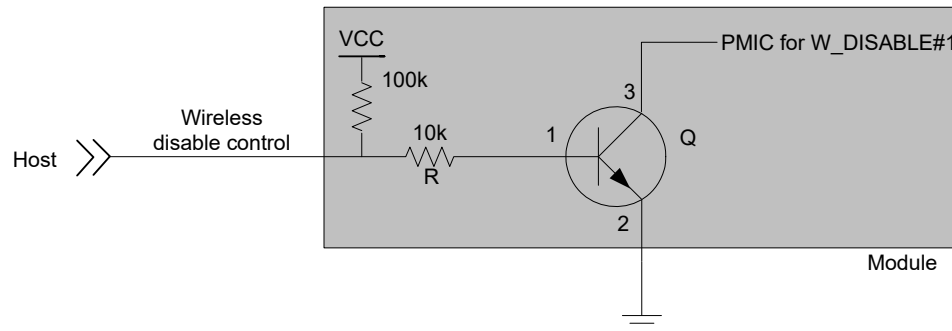 VCC
PMIC for W_DISABLE#1
100k
3
Wireless
disable control
10k
1
Q
Host
R
2
Module